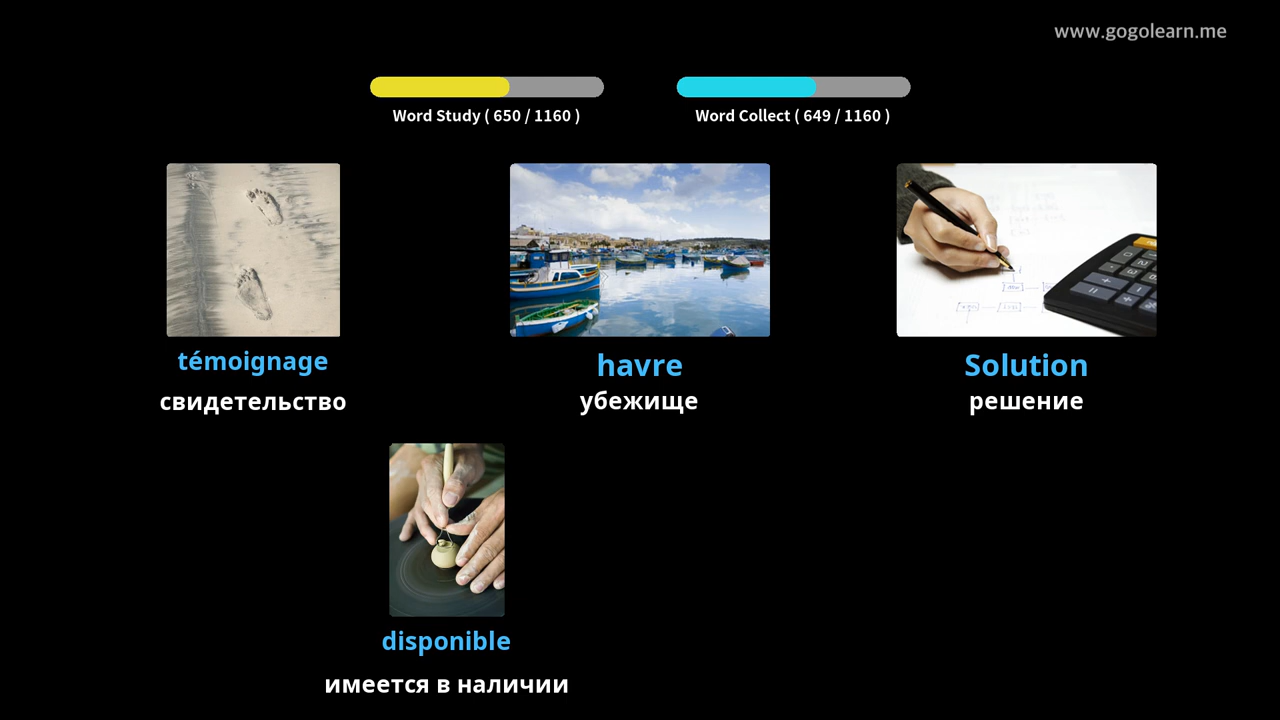 www.gogolearn.me
Word Study ( 650 / 1160 )
Word Collect ( 649 / 1160 )
témoignage
свидетельство
havre
убежище
Solution
решение
disponible
имеется в наличии